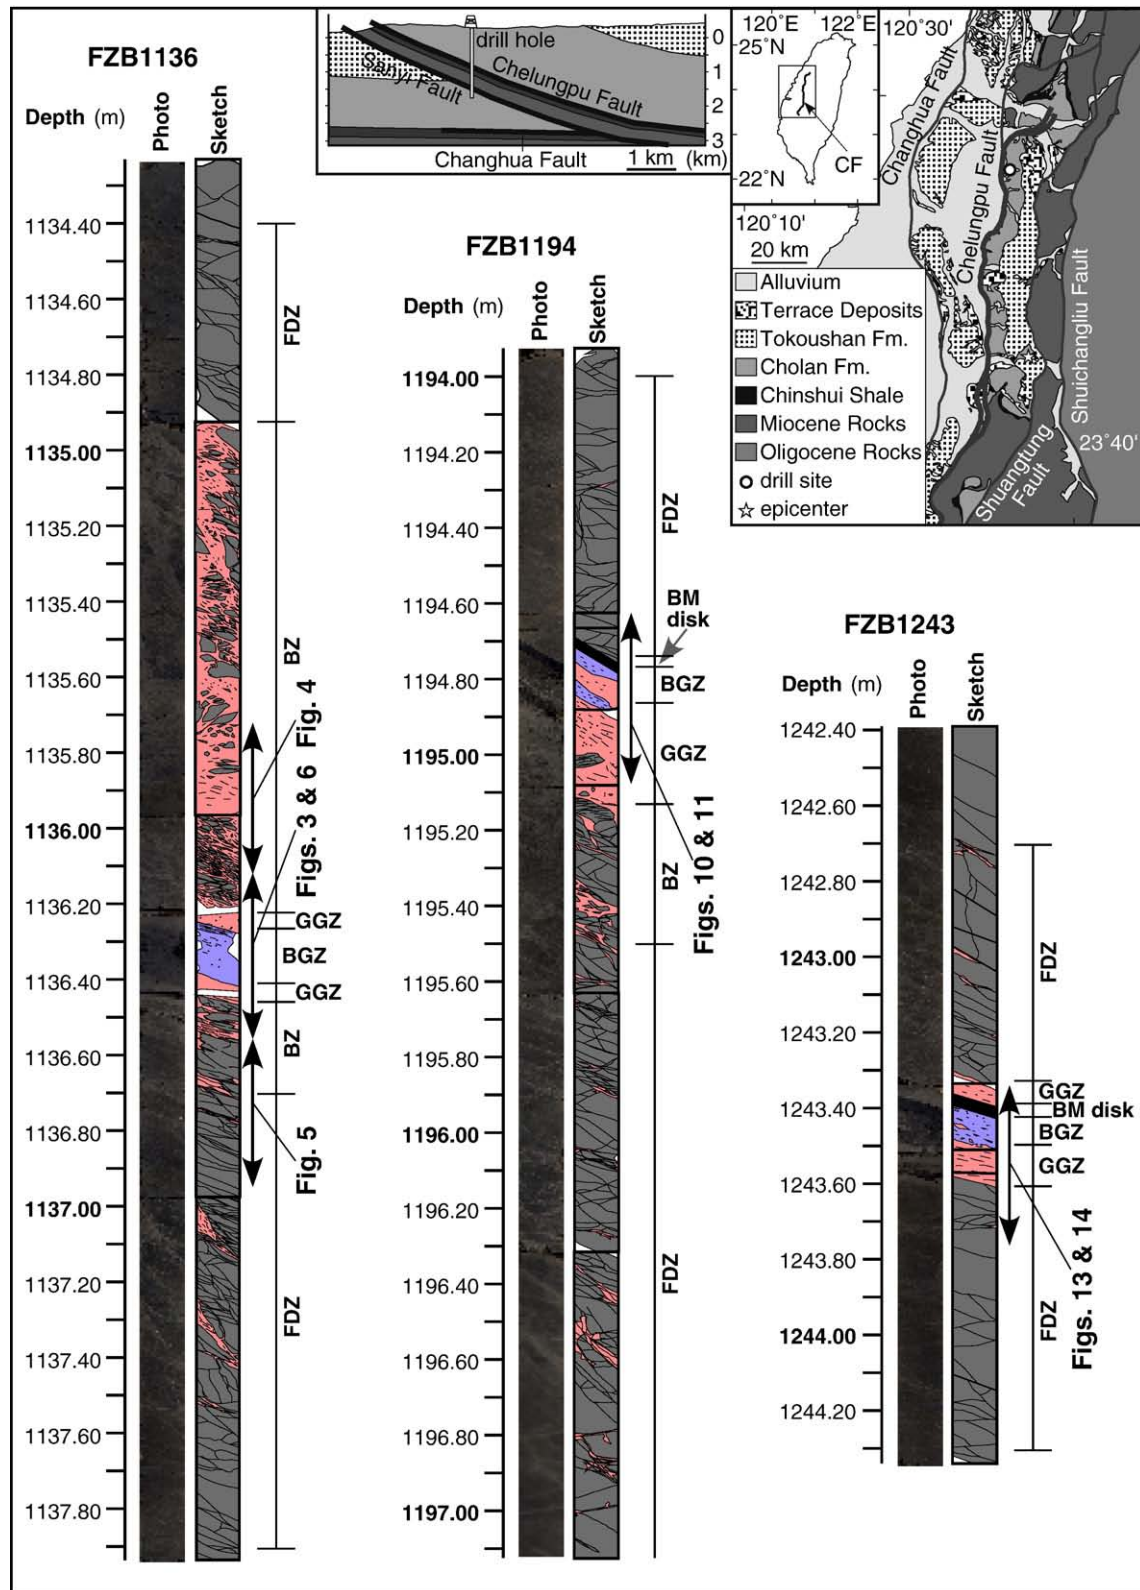 FZB1136
Depth (m)
Photo
Sketch
1134.40
1134.60
1134.80
1135.00
1135.20
1135.40
1135.60
1135.80
1136.00
1136.20
1136.40
1136.60
1136.80
1137.00
1137.20
1137.40
1137.60
1137.80
FDZ
BZ
Fig. 4
Figs. 3 & 6
GGZ
BGZ
GGZ
BZ
Fig. 5
FDZ
drill hole
Sanyi Fault
Chelungpu Fault
Changhua Fault
0
1
2
3
1 km
(km)
120°E
122°E
25°N
22°N
CF
120°30'
120°10'
20 km
Changhua Fault
Chelungpu Fault
Shuichangliu Fault
Shuangtung
Fault
23°40'
Alluvium
Terrace Deposits
Tokoushan Fm.
Cholan Fm.
Chinshui Shale
Miocene Rocks
Oligocene Rocks
drill site
epicenter
FZB1194
Depth (m)
Photo
Sketch
1194.00
1194.20
1194.40
1194.60
1194.80
1195.00
1195.20
1195.40
1195.60
1195.80
1196.00
1196.20
1196.40
1196.60
1196.80
1197.00
FDZ
BM
disk
BGZ
GGZ
BZ
Figs. 10 & 11
FDZ
FZB1243
Depth (m)
Photo
Sketch
1242.40
1242.60
1242.80
1243.00
1243.20
1243.40
1243.60
1243.80
1244.00
1244.20
FDZ
GGZ
BM disk
BGZ
GGZ
Figs. 13 & 14
FDZ